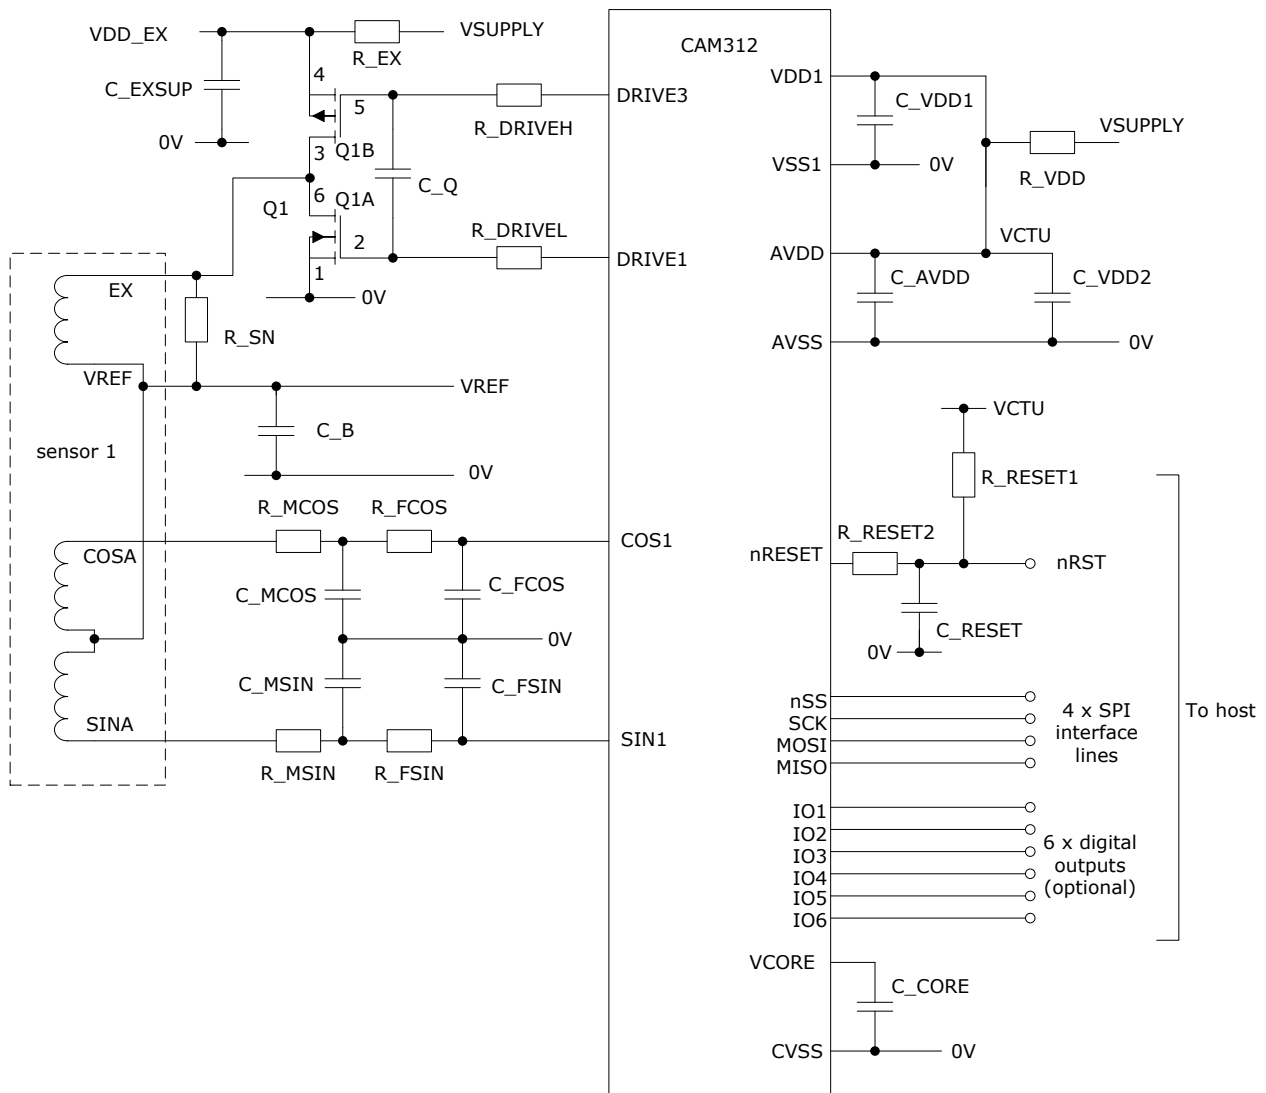 VDD_EX
VSUPPLY
R_EX
C_EXSUP
0V
4
5
3
Q1B
6
Q1
Q1A
2
1
0V
C_Q
R_DRIVEH
R_DRIVEL
DRIVE3
DRIVE1
CAM312
VDD1
C_VDD1
VSS1
0V
VSUPPLY
R_VDD
VCTU
AVDD
C_AVDD
C_VDD2
AVSS
0V
EX
R_SN
VREF
VREF
C_B
0V
sensor 1
R_MCOS
R_FCOS
COSA
COS1
C_MCOS
C_FCOS
0V
C_MSIN
C_FSIN
SINA
SIN1
R_MSIN
R_FSIN
VCTU
R_RESET1
R_RESET2
nRESET
nRST
C_RESET
0V
nSS
SCK
MOSI
MISO
4 x SPI
interface
lines
To host
IO1
IO2
IO3
IO4
IO5
IO6
6 x digital
outputs
(optional)
VCORE
C_CORE
CVSS
0V